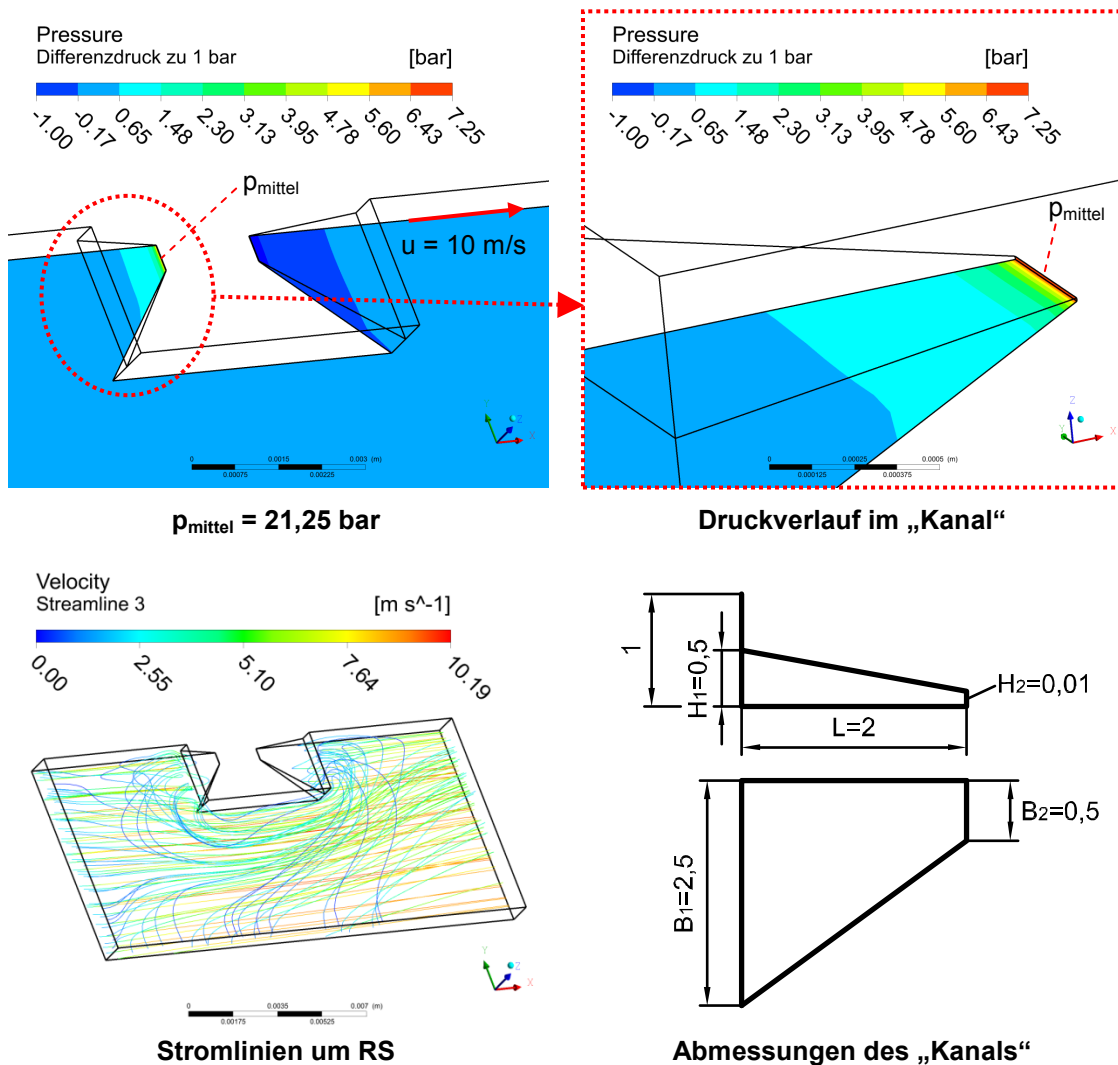 Pressure
Differenzdruck zu 1 bar [bar]
-1.00 -0.17 0.65 1.48 2.30 3.13 3.95 4.78 5.60 6.43 7.25
pmittel
u = 10 m/s
Y Z X
0 0.0015 0.003 (m)
0.00075 0.00225
pmittel = 21,25 bar
Pressure
Differenzdruck zu 1 bar [bar]
-1.00 -0.17 0.65 1.48 2.30 3.13 3.95 4.78 5.60 6.43 7.25
pmittel
Z Y X
0 0.00025 0.0005 (m)
0.000125 0.000375
Druckverlauf im „Kanal“
Velocity
Streamline 3 [m s^-1]
0.00 2.55 5.10 7.64 10.19
Y Z X
0 0.0035 0.007 (m)
0.00175 0.00525
Stromlinien um RS
1
H1=0,5
H2=0,01
L=2
B1=2,5
B2=0,5
Abmessungen des „Kanals“